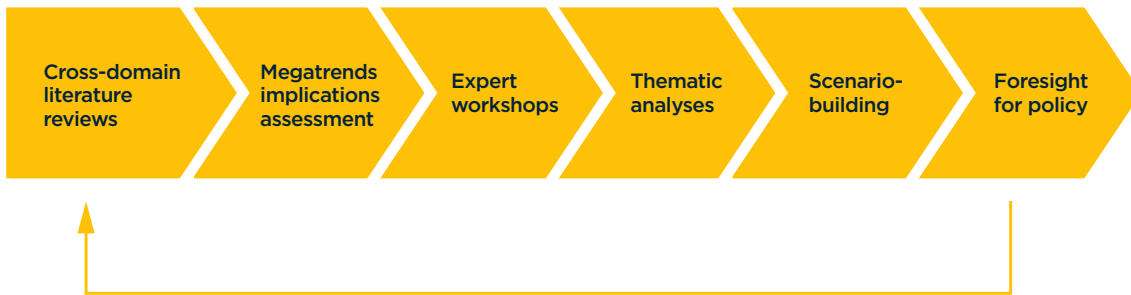 Cross-domain
literature
reviews
Megatrends
implications
assessment
Expert
workshops
Thematic
analyses
Scenario-
building
Foresight
for policy